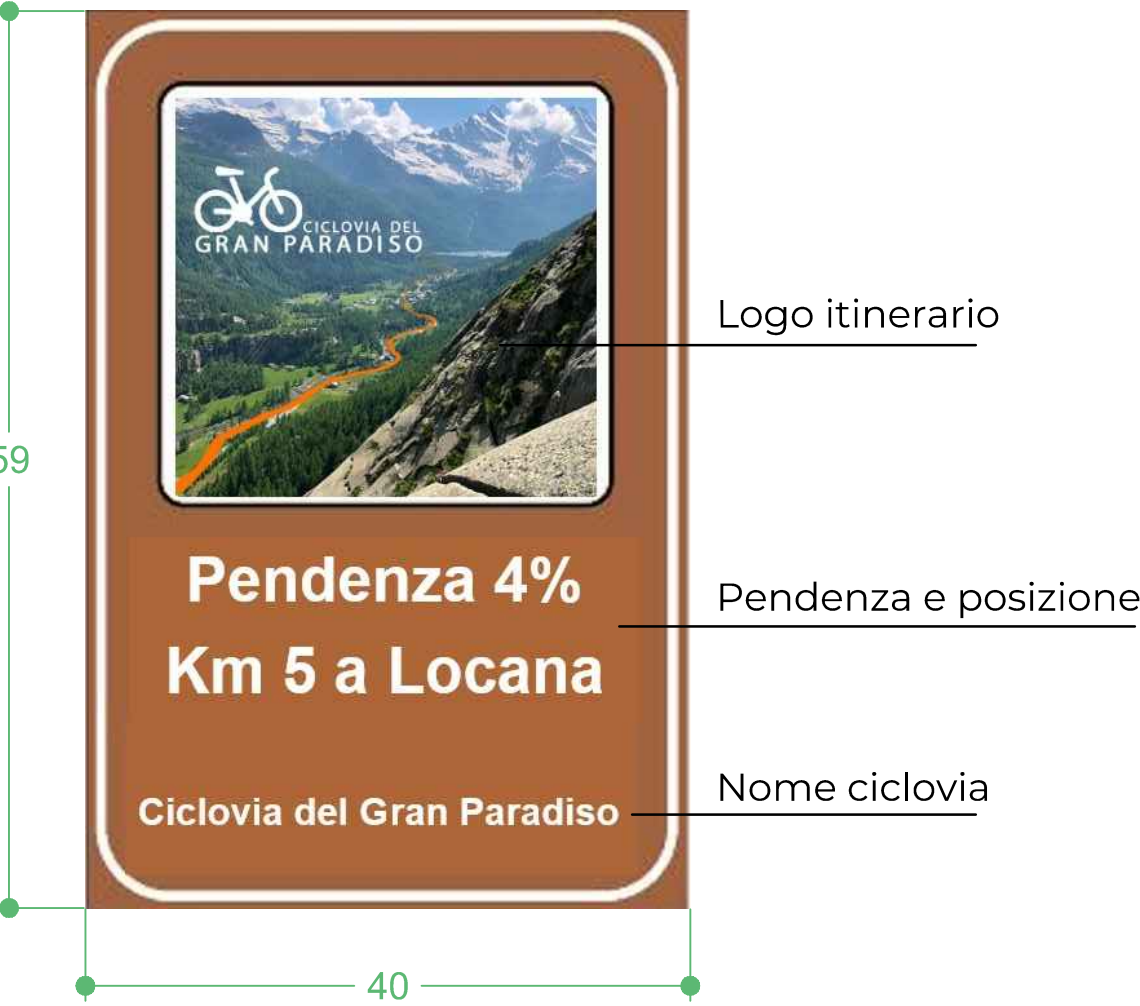 CICLOVIA DEL
GRAN PARADISO
Logo itinerario
59
Pendenza 4%
Pendenza e posizione
Km 5 a Locana
Nome ciclovia
Ciclovia del Gran Paradiso
40